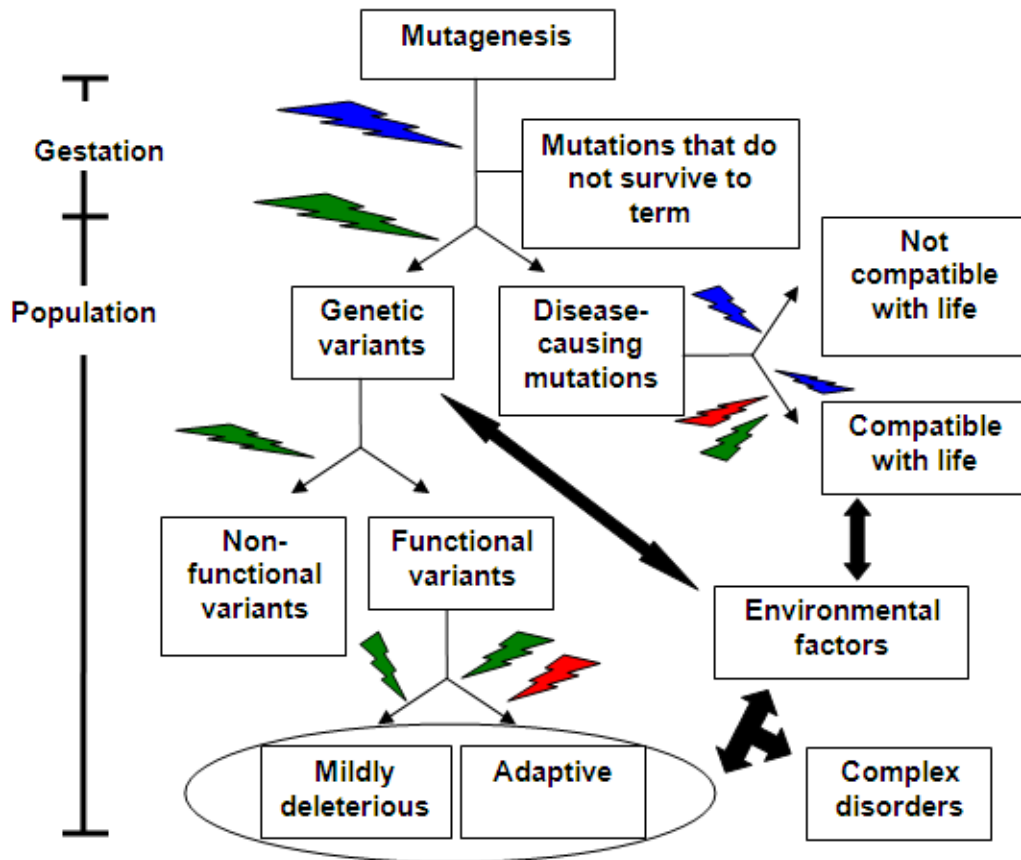 Mutagenesis
Gestation
Mutations that do
not survive to
term
Population
Genetic
variants
Disease-
causing
mutations
Not
compatible
with life
Compatible
with life
Non-
functional
variants
Functional
variants
Environmental
factors
Mildly
deleterious
Adaptive
Complex
disorders